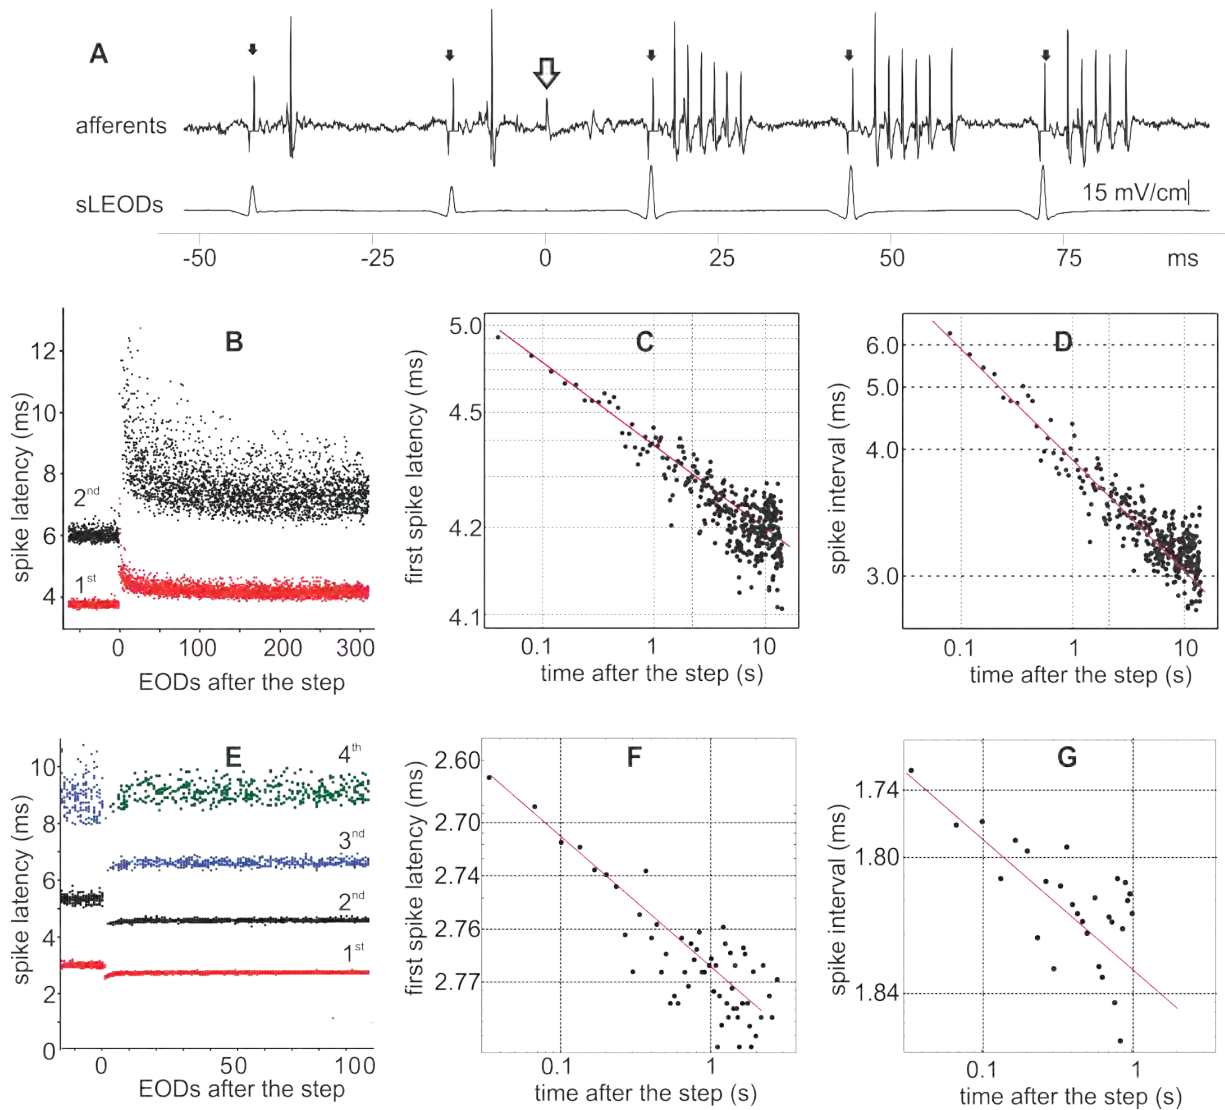 A
afferents
sLEODs
15 mV/cm
-50 -25 0 25 50 75 ms
B
spike latency (ms)
12
10
8
6
4
2nd
1st
0 100 200 300
EODs after the step
C
first spike latency (ms)
5.0
4.5
4.2
4.1
0.1 1 10
time after the step (s)
D
spike interval (ms)
6.0
5.0
4.0
3.0
0.1 1 10
time after the step (s)
E
spike latency (ms)
10
8
6
4
2
0
4th
3nd
2nd
1st
0 50 100
EODs after the step
F
first spike latency (ms)
2.60
2.70
2.74
2.76
2.77
0.1 1
time after the step (s)
G
spike interval (ms)
1.74
1.80
1.84
0.1 1
time after the step (s)